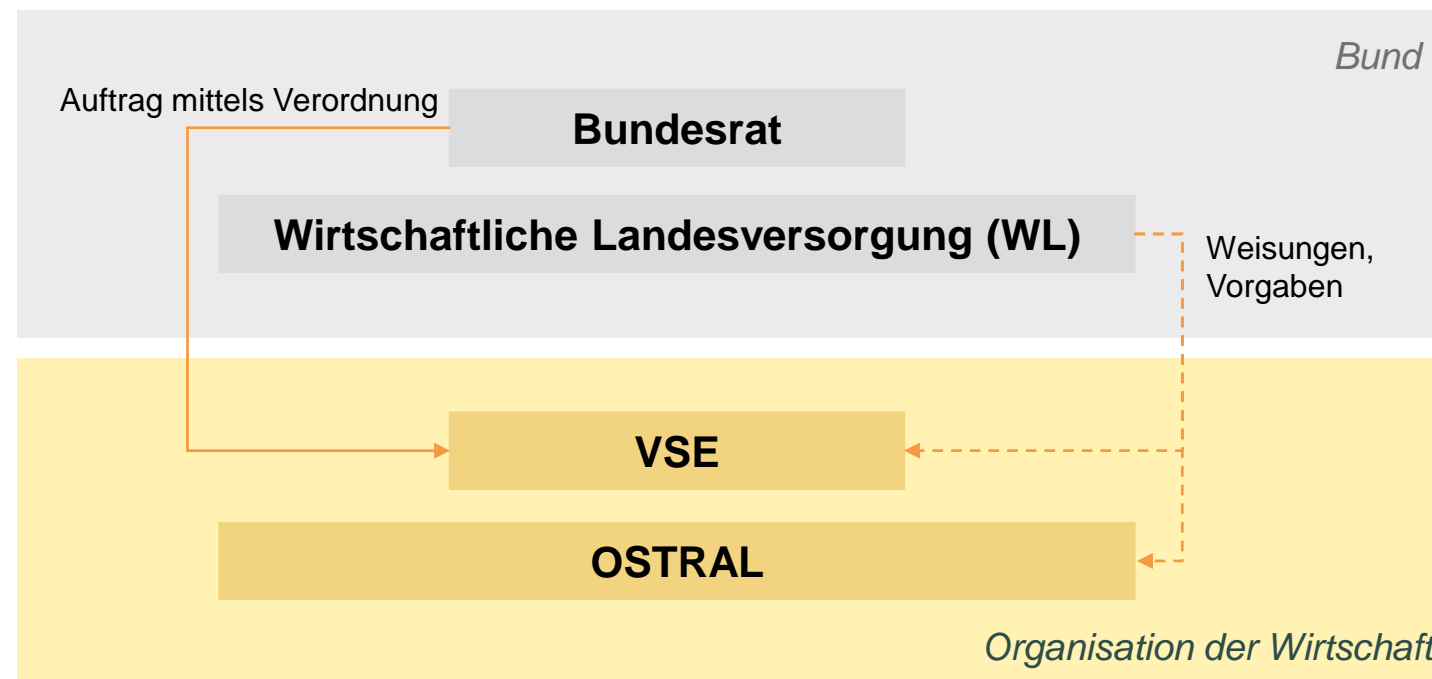 Bund
Auftrag mittels Verordnung
Bundesrat
Wirtschaftliche Landesversorgung (WL)
Weisungen,
Vorgaben
VSE
OSTRAL
Organisation der Wirtschaft